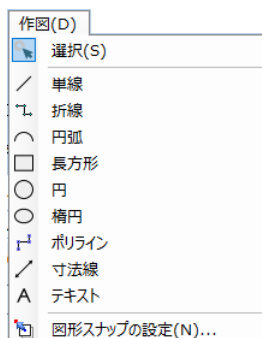 作図(D)
選択(S)
単線
折線
円弧
長方形
円
楕円
ポリライン
寸法線
テキスト
図形スナップの設定(N)...